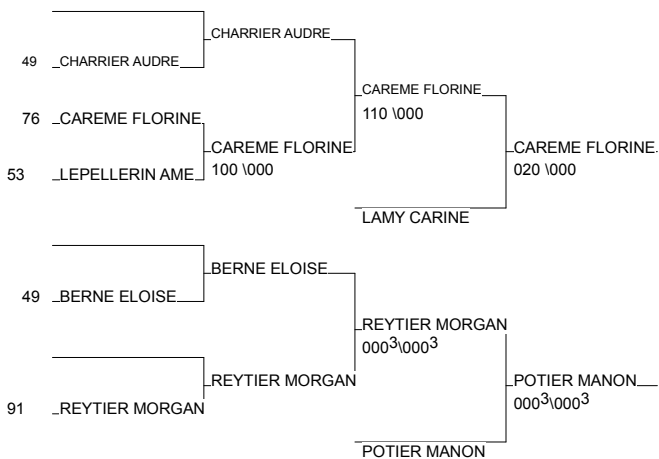 CHARRIER AUDRE
49 CHARRIER AUDRE
CAREME FLORINE
110 \000
76 CAREME FLORINE
CAREME FLORINE
100 \000
CAREME FLORINE
020 \000
53 LEPELLERIN AME
LAMY CARINE
BERNE ELOISE
49 BERNE ELOISE
REYTIER MORGAN
000³\000³
REYTIER MORGAN
POTIER MANON
000³\000³
91 REYTIER MORGAN
POTIER MANON